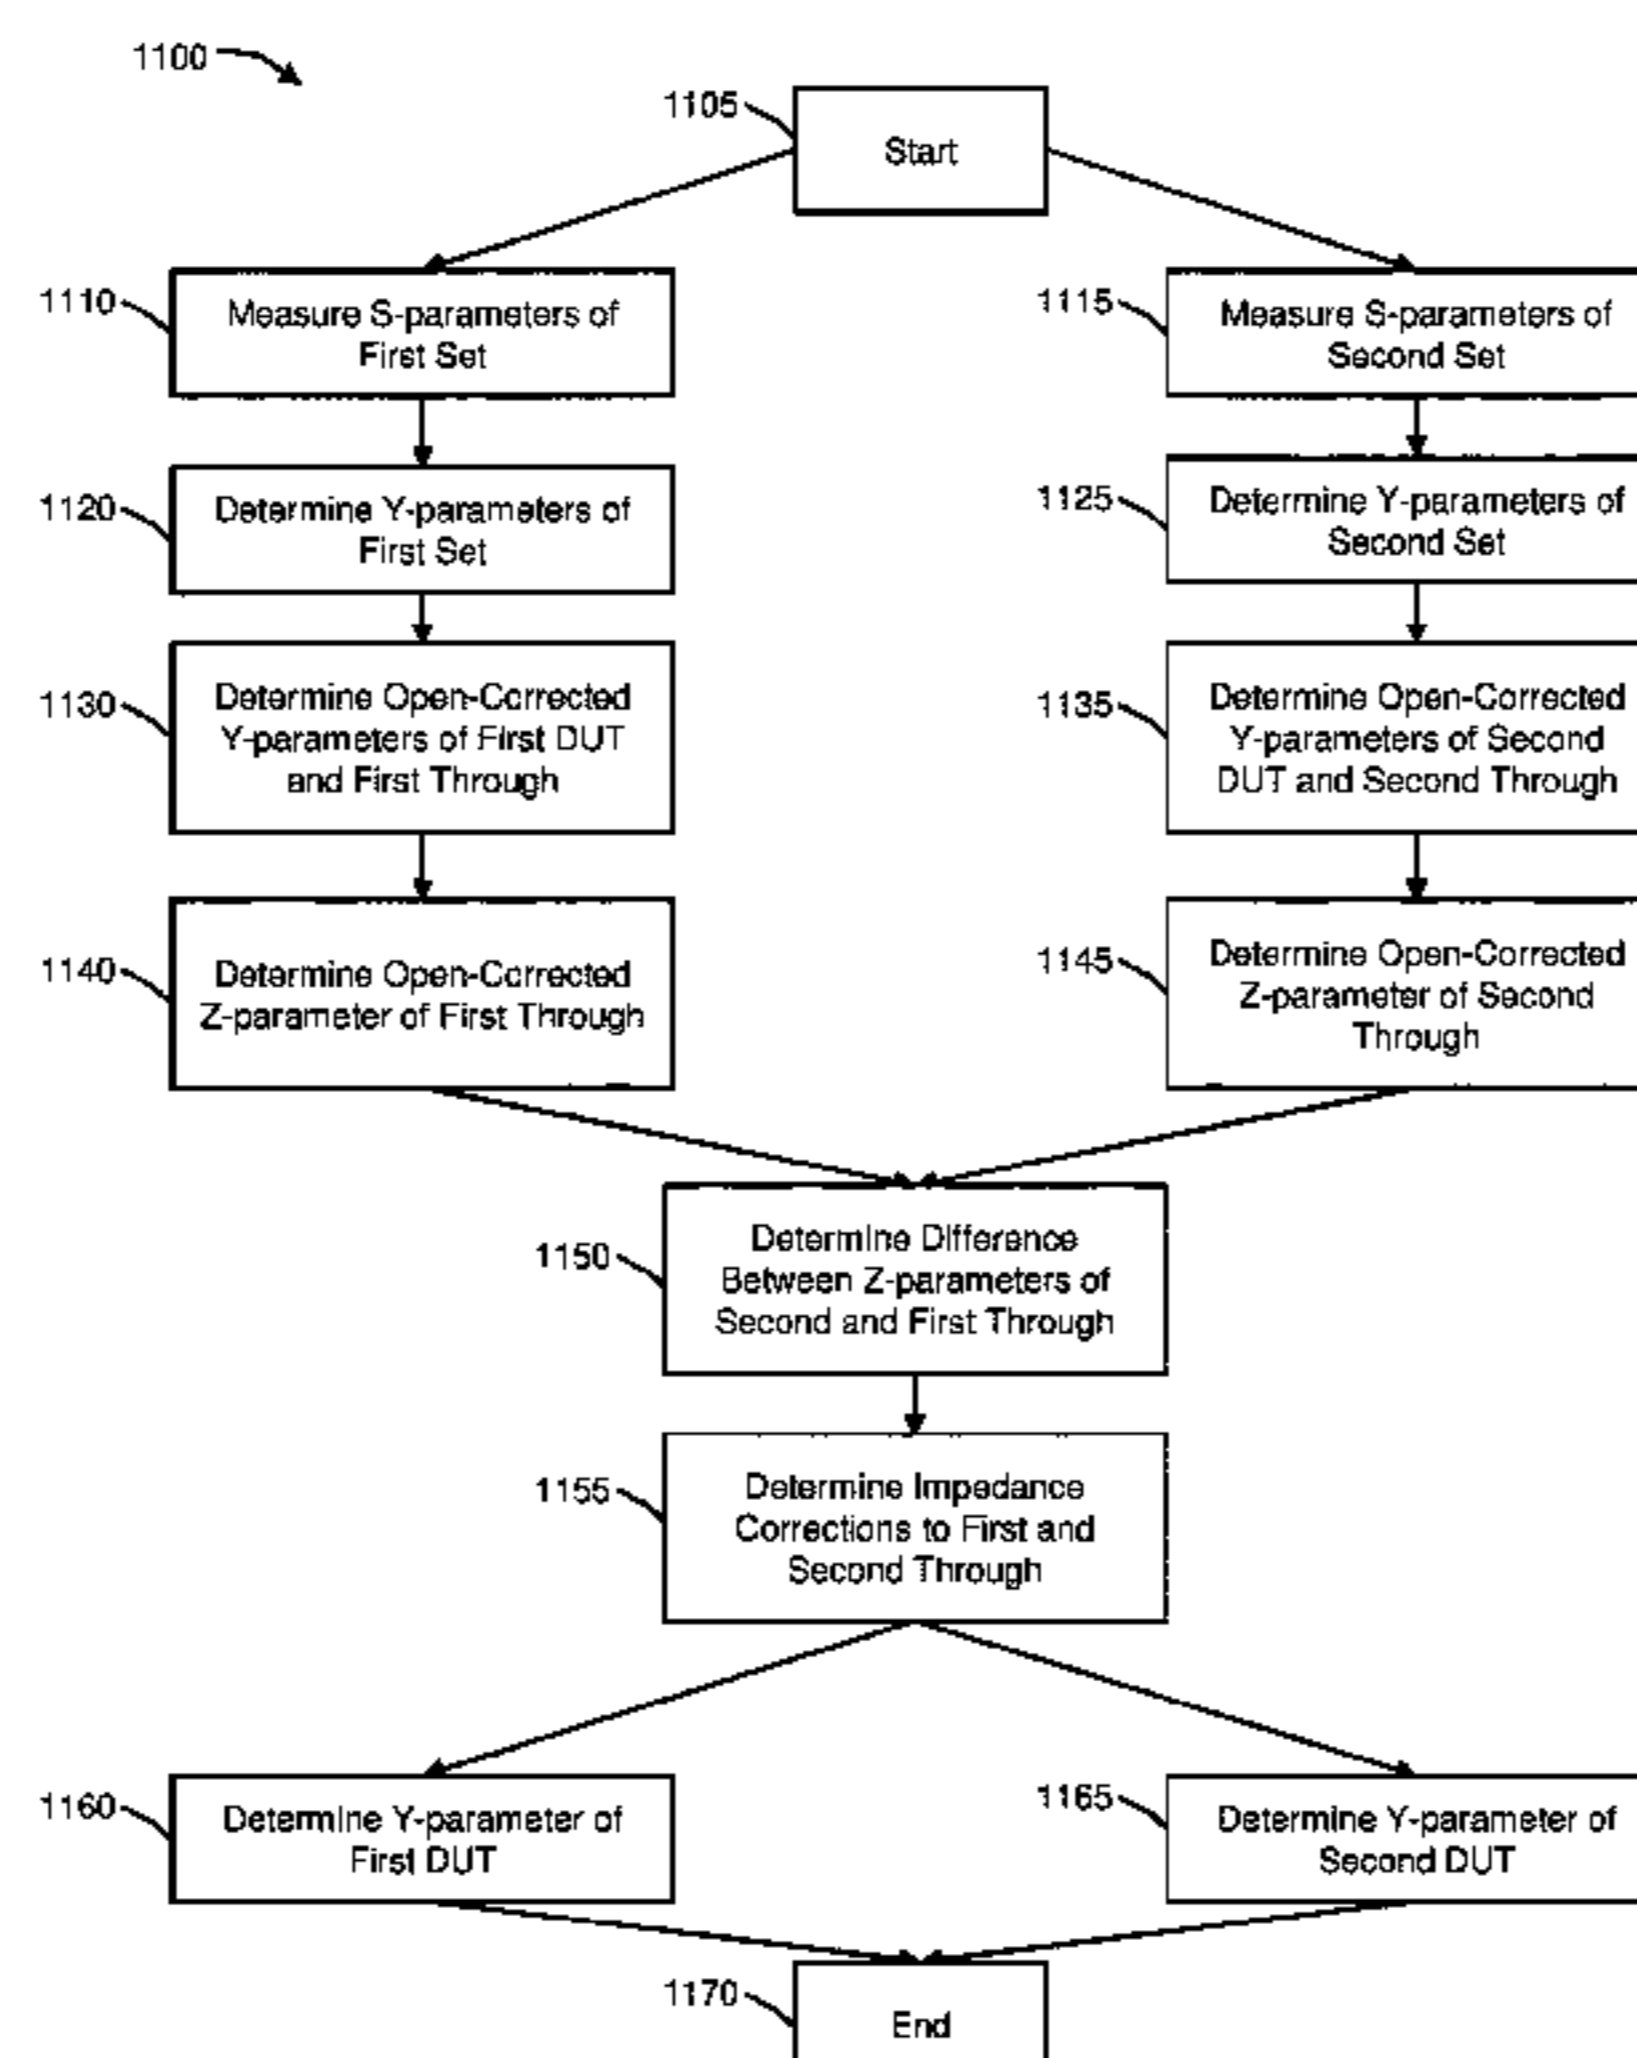 1100
1105
Start
1110
Measure S-parameters of
First Set
1115
Measure S-parameters of
Second Set
1120
Determine Y-parameters of
First Set
1125
Determine Y-parameters of
Second Set
1130
Determine Open-Corrected
Y-parameters of First DUT
and First Through
1135
Determine Open-Corrected
Y-parameters of Second
DUT and Second Through
1140
Determine Open-Corrected
Z-parameter of First Through
1145
Determine Open-Corrected
Z-parameter of Second
Through
1150
Determine Difference
Between Z-parameters of
Second and First Through
1155
Determine Impedance
Corrections to First and
Second Through
1160
Determine Y-parameter of
First DUT
1165
Determine Y-parameter of
Second DUT
1170
End